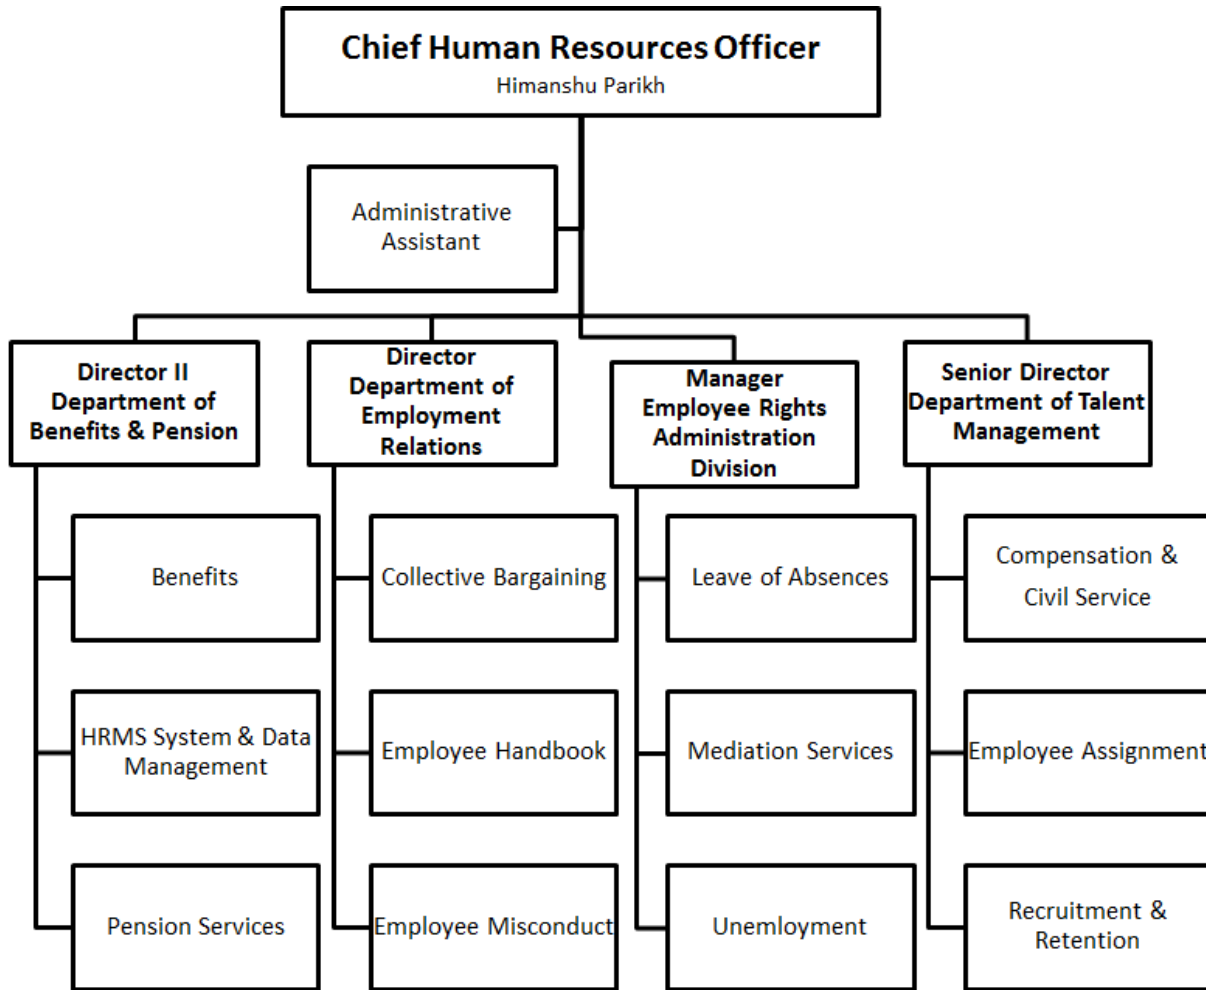 Chief Human Resources Officer
Himanshu Parikh
Administrative
Assistant
Director II
Department of
Benefits & Pension
Director
Department of
Employment
Relations
Manager
Employee Rights
Administration
Division
Senior Director
Department of Talent
Management
Benefits
Collective Bargaining
Leave of Absences
Compensation &
Civil Service
HRMS System & Data
Management
Employee Handbook
Mediation Services
Employee Assignment
Pension Services
Employee Misconduct
Unemloyment
Recruitment &
Retention